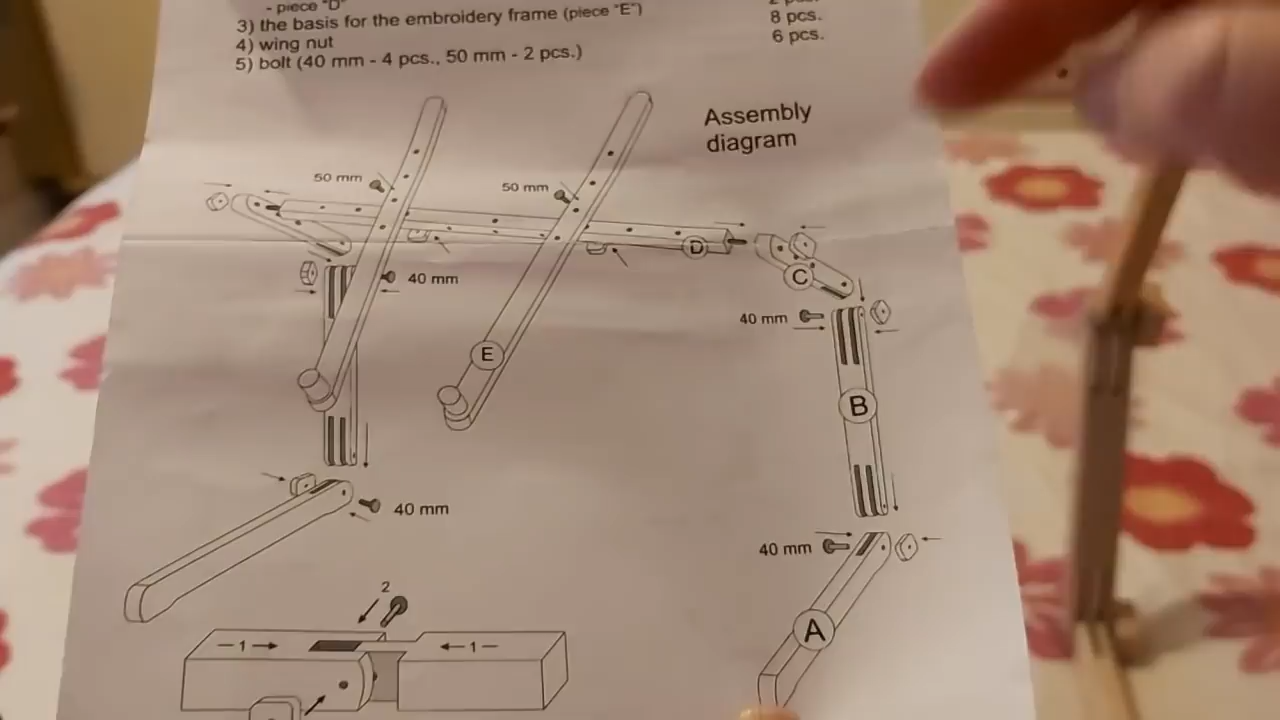 - piece "D"
3) the basis for the embroidery frame (piece "E")
8 pcs.
4) wing nut
6 pcs.
5) bolt (40 mm - 4 pcs., 50 mm - 2 pcs.)
Assembly
diagram
50 mm
50 mm
D
C
40 mm
40 mm
E
B
40 mm
40 mm
A
2
1
1